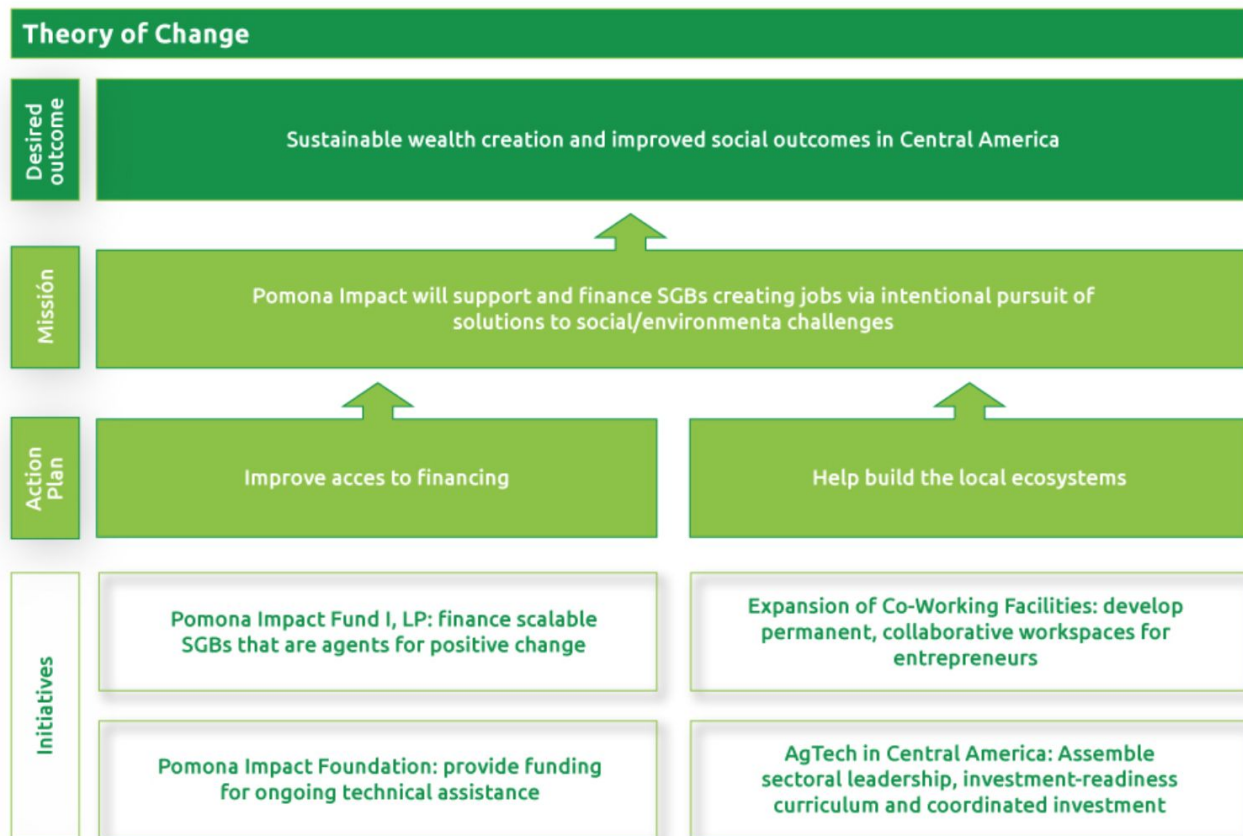 Theory of Change
Desired
outcome
Sustainable wealth creation and improved social outcomes in Central America
Missión
Pomona Impact will support and finance SGBs creating jobs via intentional pursuit of
solutions to social/environmenta challenges
Action
Plan
Improve acces to financing
Help build the local ecosystems
Initiatives
Pomona Impact Fund I, LP: finance scalable
SGBs that are agents for positive change
Expansion of Co-Working Facilities: develop
permanent, collaborative workspaces for
entrepreneurs
Pomona Impact Foundation: provide funding
for ongoing technical assistance
AgTech in Central America: Assemble
sectoral leadership, investment-readiness
curriculum and coordinated investment